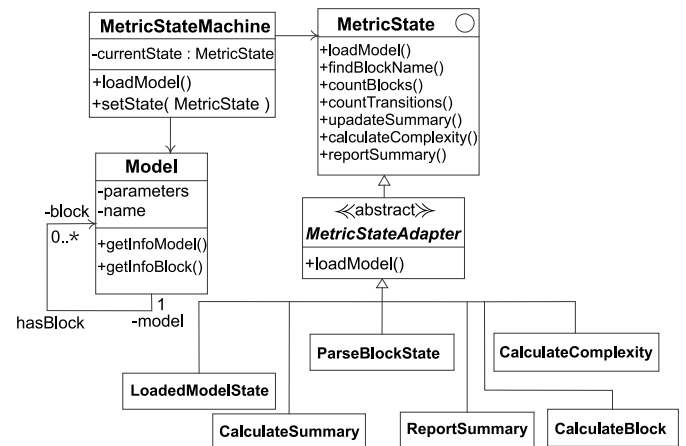 MetricStateMachine
-currentState : MetricState
+loadModel()
+setState( MetricState )
MetricState
+loadModel()
+findBlockName()
+countBlocks()
+countTransitions()
+upadateSummary()
+calculateComplexity()
+reportSummary()
Model
-parameters
-name
+getInfoModel()
+getInfoBlock()
-block
0..*
1
hasBlock
-model
≪abstract≫
MetricStateAdapter
+loadModel()
ParseBlockState
CalculateComplexity
LoadedModelState
CalculateSummary
ReportSummary
CalculateBlock